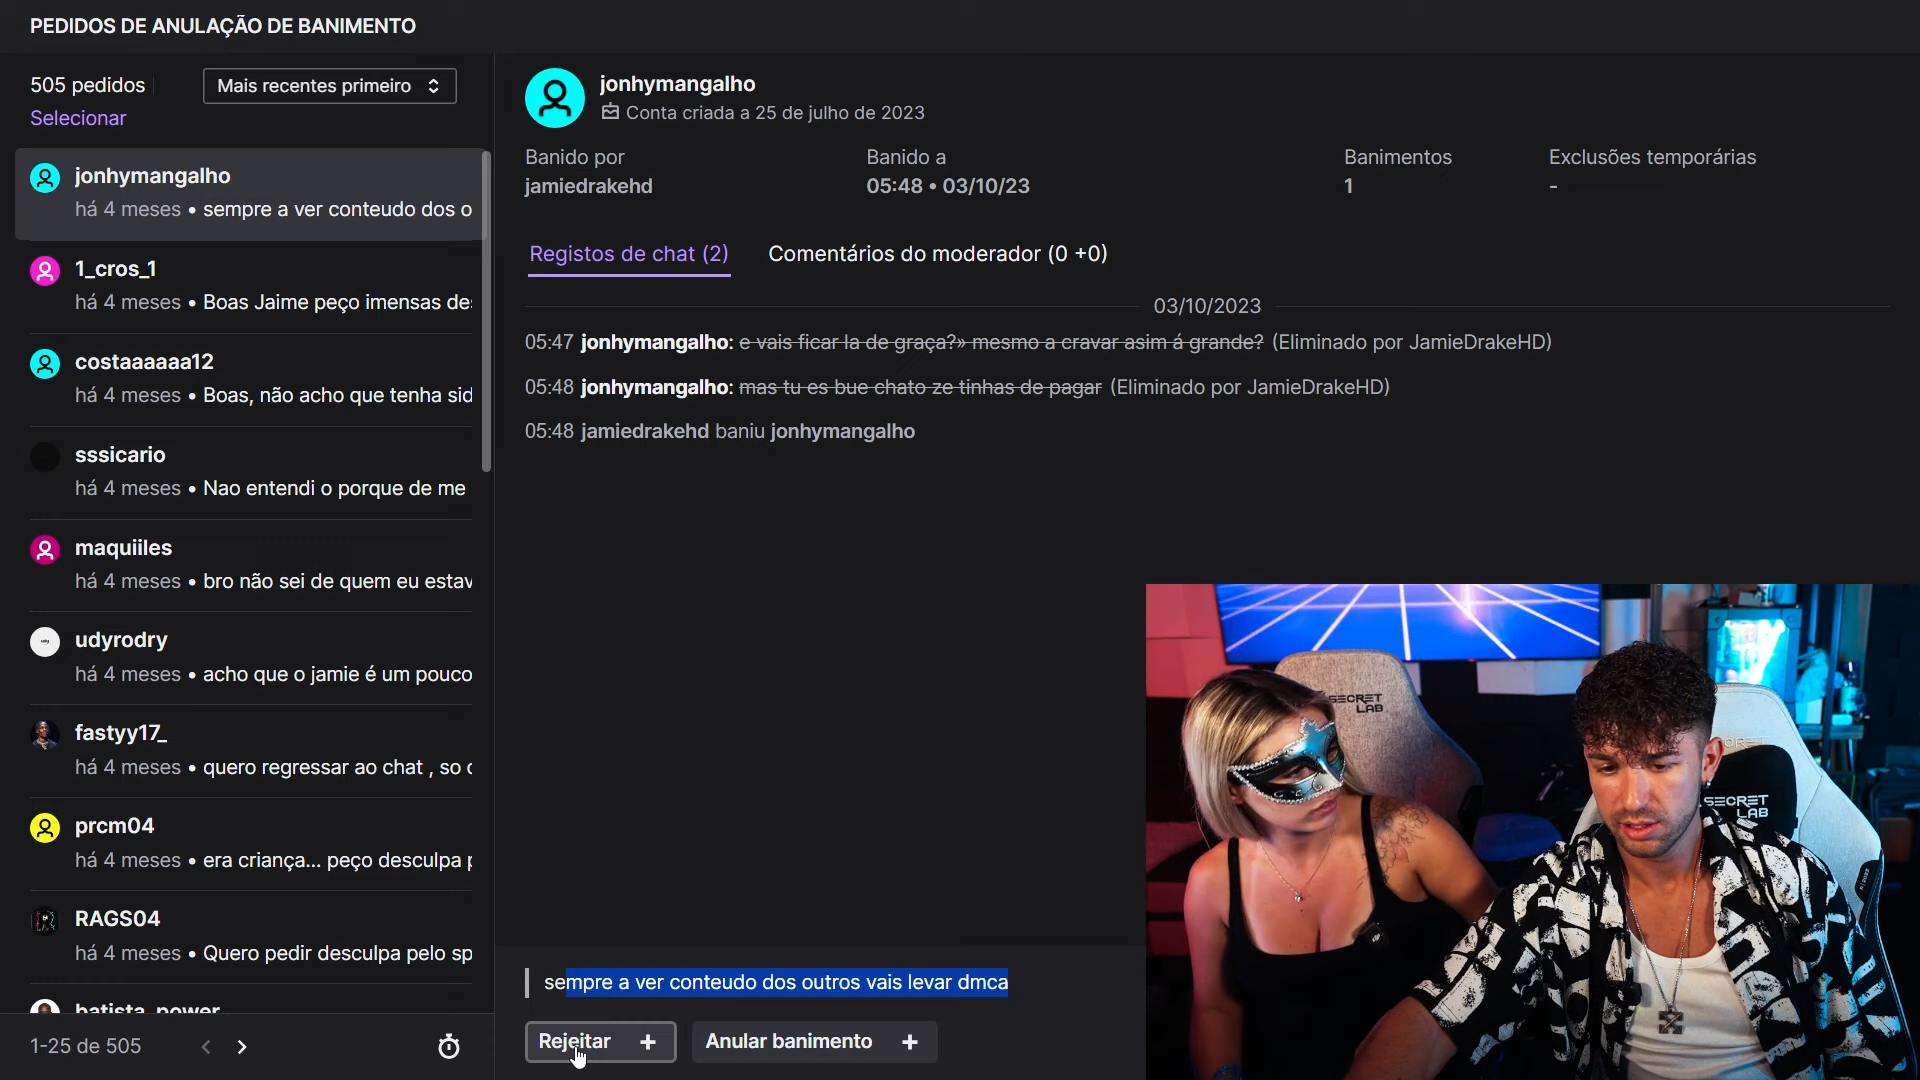 PEDIDOS DE ANULAÇÃO DE BANIMENTO
505 pedidos
Mais recentes primeiro
Selecionar
jonhymangalho
há 4 meses • sempre a ver conteudo dos o
1_cros_1
há 4 meses • Boas Jaime peço imensas de
costaaaaaa12
há 4 meses • Boas, não acho que tenha sid
sssicario
há 4 meses • Nao entendi o porque de me
maquiiles
há 4 meses • bro não sei de quem eu estav
udyrodry
há 4 meses • acho que o jamie é um pouco
fastyy17_
há 4 meses • quero regressar ao chat , so
prcm04
há 4 meses • era criança... peço desculpa
RAGS04
há 4 meses • Quero pedir desculpa pelo sp
batista_power
1-25 de 505
jonhymangalho
Conta criada a 25 de julho de 2023
Banido por
jamiedrakehd
Banido a
05:48 • 03/10/23
Banimentos
1
Exclusões temporárias
-
Registos de chat (2)
Comentários do moderador (0 +0)
03/10/2023
05:47 jonhymangalho: e vais ficar la de graça?» mesmo a cravar asim á grande? (Eliminado por JamieDrakeHD)
05:48 jonhymangalho: mas tu es bue chato ze tinhas de pagar (Eliminado por JamieDrakeHD)
05:48 jamiedrakehd baniu jonhymangalho
sempre a ver conteudo dos outros vais levar dmca
Rejeitar +
Anular banimento +
SECRET
LAB
SECRET
LAB